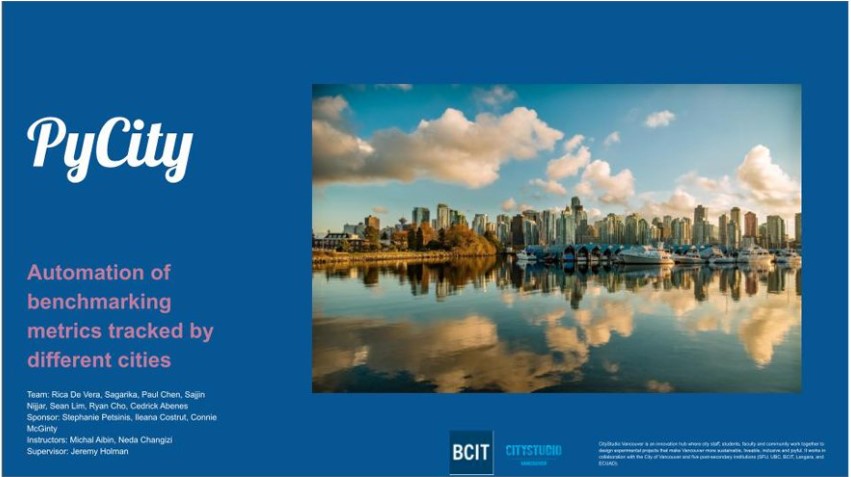 PyCity
Automation of
benchmarking
metrics tracked by
different cities
Team: Rica De Vera, Sagarika, Paul Chen, Sajjin
Nijjar, Sean Lim, Ryan Cho, Cedrick Abenes
Sponsor: Stephanie Petsinis, Ileana Costrut, Connie
McGinty
Instructors: Michal Aibin, Neda Changizi
Supervisor: Jeremy Holman
BCIT
CITYSTUDIO
VANCOUVER
CityStudio Vancouver is an innovation hub where city staff, students, faculty and community work together to
design experimental projects that make Vancouver more sustainable, liveable, inclusive and joyful. It works in
collaboration with the City of Vancouver and five post-secondary institutions (SFU, UBC, BCIT, Langara, and
ECUAD).